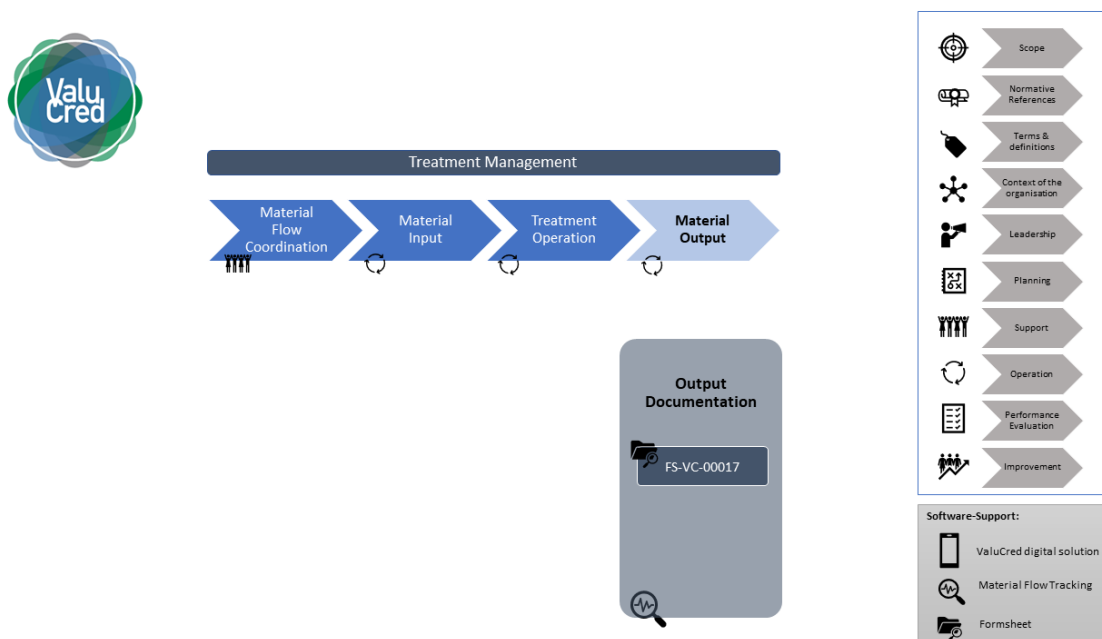 Valu
Cred
Treatment Management
Material
Flow
Coordination
Material
Input
Treatment
Operation
Material
Output
Output
Documentation
FS-VC-00017
Scope
Normative
References
Terms &
definitions
Context of the
organisation
Leadership
Planning
Support
Operation
Performance
Evaluation
Improvement
Software-Support:
ValuCred digital solution
Material Flow Tracking
Formsheet